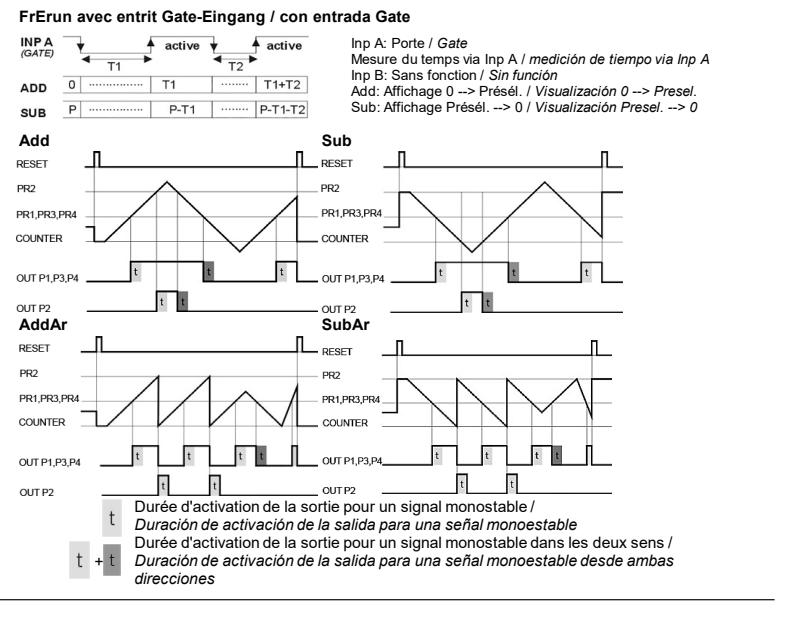 FrErun avec entrit Gate-Eingang / con entrada Gate
INP A
(GATE)
active
active
T1
T2
ADD 0 ............... T1 ........ T1+T2
SUB P ............... P-T1 ........ P-T1-T2
Inp A: Porte / Gate
Mesure du temps via Inp A / medición de tiempo via Inp A
Inp B: Sans fonction / Sin función
Add: Affichage 0 --> Présél. / Visualización 0 --> Presel.
Sub: Affichage Présél. --> 0 / Visualización Presel. --> 0
Add
RESET
PR2
PR1,PR3,PR4
COUNTER
OUT P1,P3,P4
t t t
OUT P2
t t
Sub
RESET
PR2
PR1,PR3,PR4
COUNTER
OUT P1,P3,P4
t t t
OUT P2
t t
AddAr
RESET
PR2
PR1,PR3,PR4
COUNTER
OUT P1,P3,P4
t t t t
OUT P2
t t
SubAr
RESET
PR2
PR1,PR3,PR4
COUNTER
OUT P1,P3,P4
t t t t
OUT P2
t t
t
Durée d'activation de la sortie pour un signal monostable /
Duración de activación de la salida para una señal monoestable
t + t
Durée d'activation de la sortie pour un signal monostable dans les deux sens /
Duración de activación de la salida para una señal monoestable desde ambas
direcciones